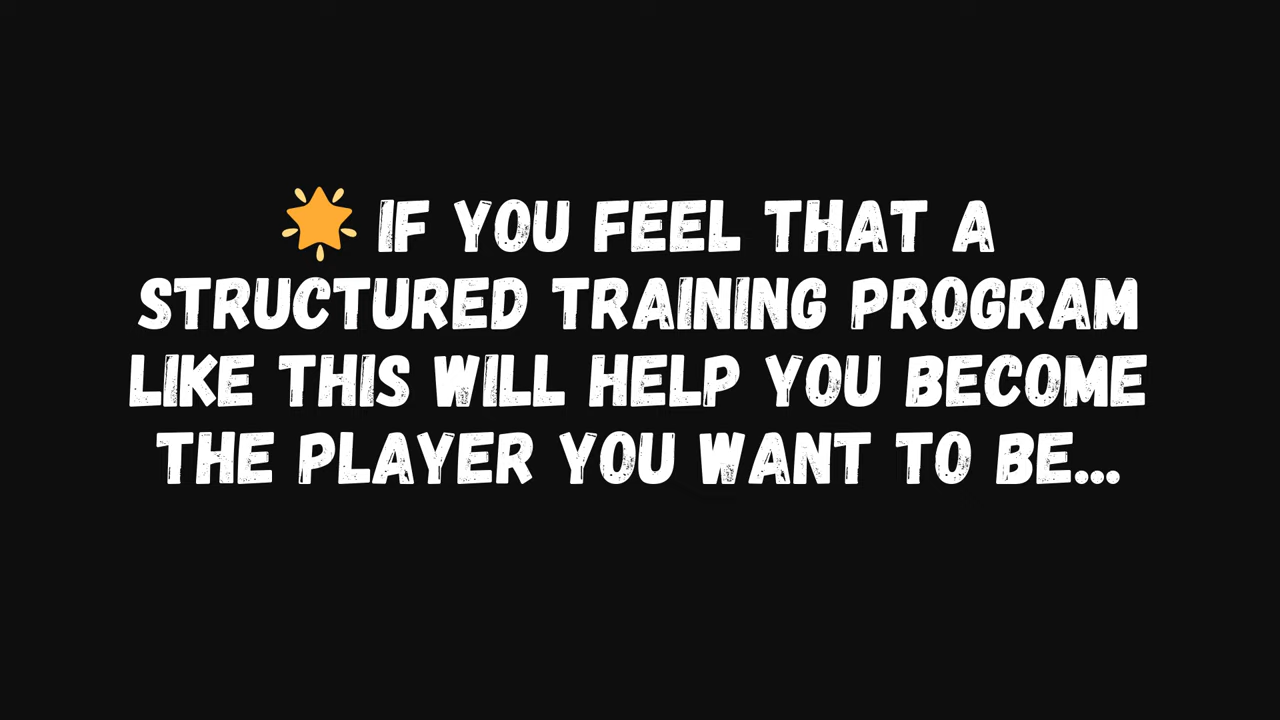 🌟 IF YOU FEEL THAT A
STRUCTURED TRAINING PROGRAM
LIKE THIS WILL HELP YOU BECOME
THE PLAYER YOU WANT TO BE...